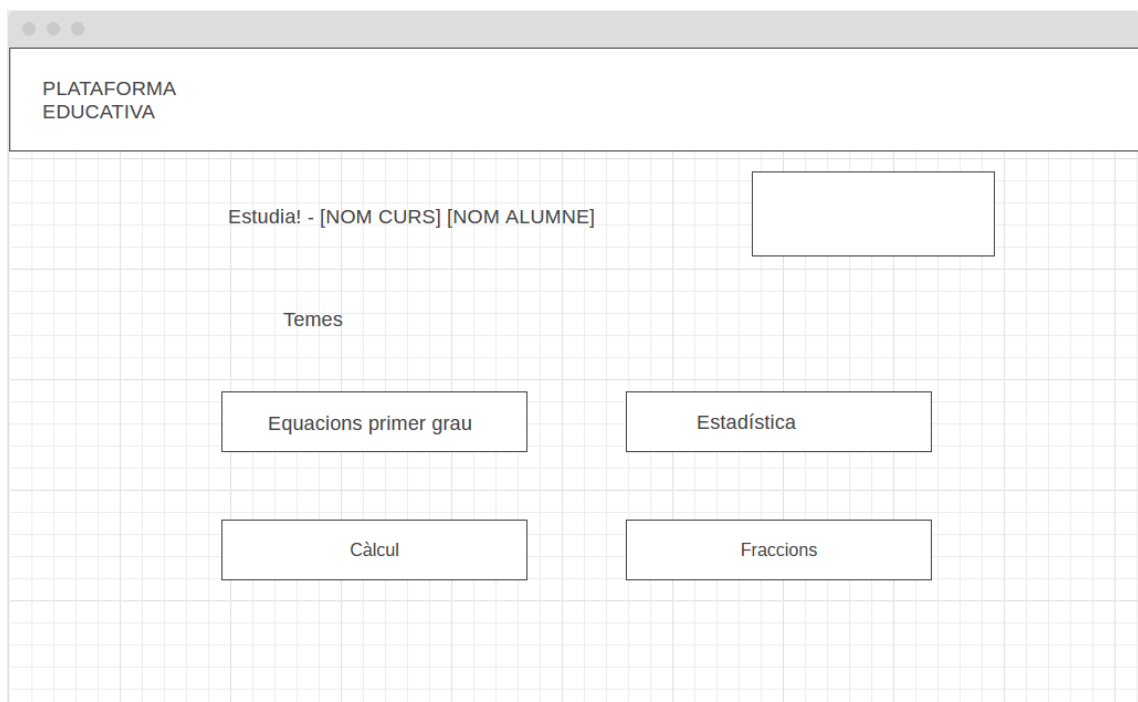 PLATAFORMA
EDUCATIVA
Estudia! - [NOM CURS] [NOM ALUMNE]
Temes
Equacions primer grau
Estadística
Càlcul
Fraccions